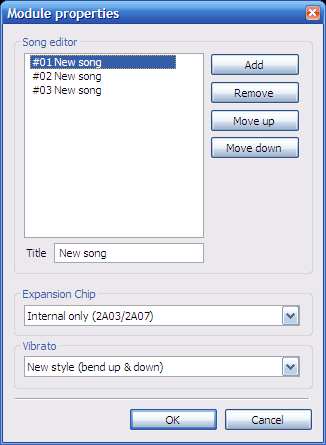 Module properties
Song editor
#01 New song
#02 New song
#03 New song
Add
Remove
Move up
Move down
Title New song
Expansion Chip
Internal only (2A03/2A07)
Vibrato
New style (bend up & down)
OK Cancel